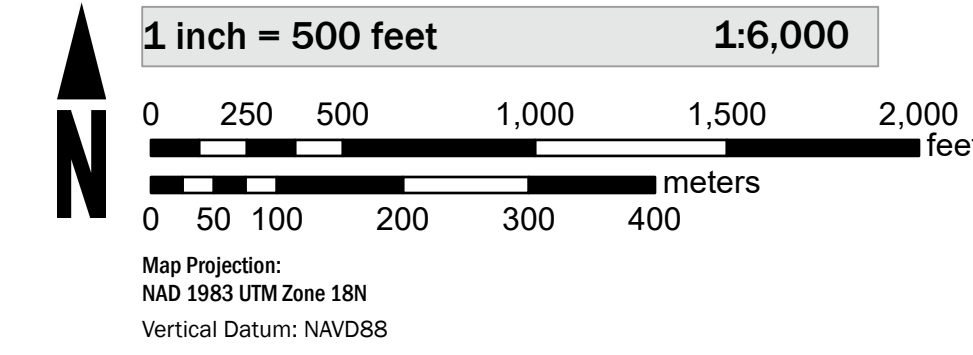 1 inch = 500 feet 1:6,000
0 250 500 1,000 1,500 2,000
feet
meters
0 50 100 200 300 400
N
Map Projection:
NAD 1983 UTM Zone 18N
Vertical Datum: NAVD88